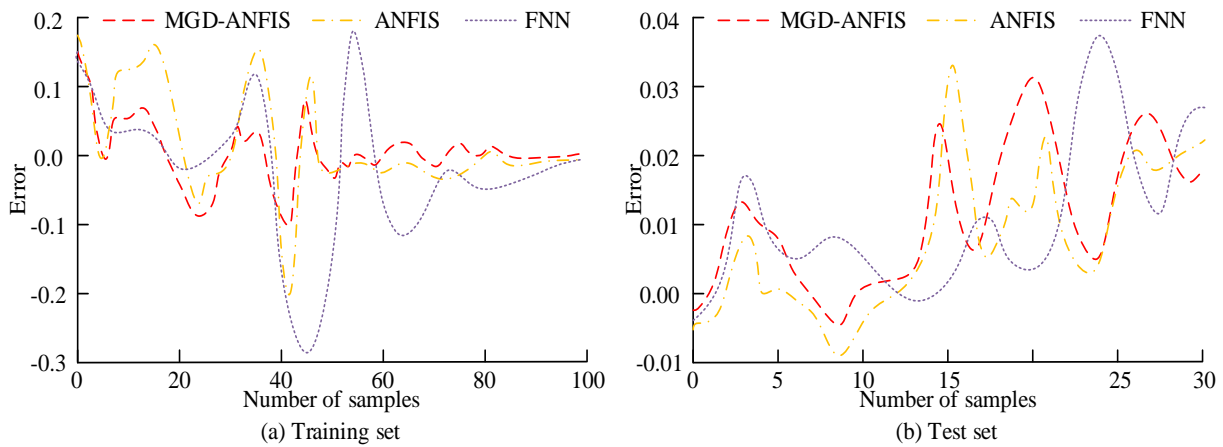 MGD-ANFIS ANFIS FNN
0.2
0.1
0.0
-0.1
-0.2
-0.3
Error
0 20 40 60 80 100
Number of samples
(a) Training set
MGD-ANFIS ANFIS FNN
0.04
0.03
0.02
0.01
0.00
-0.01
Error
0 5 10 15 20 25 30
Number of samples
(b) Test set